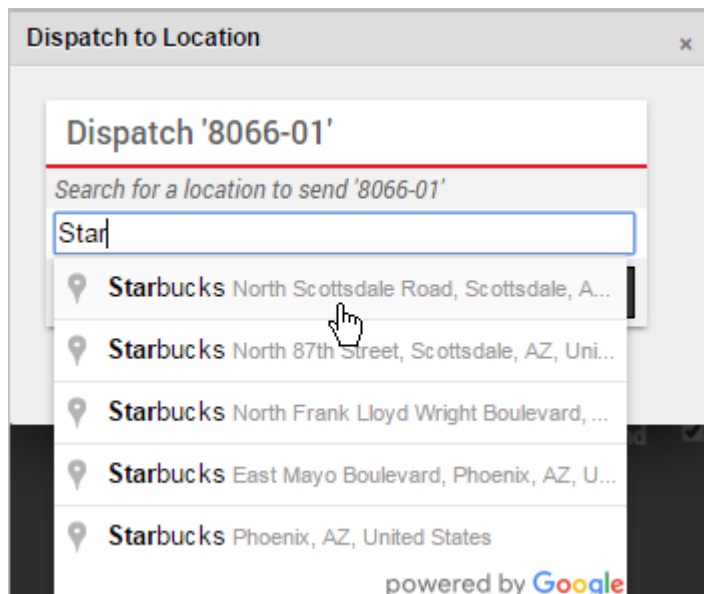 Dispatch to Location
×
Dispatch '8066-01'
Search for a location to send '8066-01'
Star
Starbucks North Scottsdale Road, Scottsdale, A...
Starbucks North 87th Street, Scottsdale, AZ, Uni...
Starbucks North Frank Lloyd Wright Boulevard, ...
Starbucks East Mayo Boulevard, Phoenix, AZ, U...
Starbucks Phoenix, AZ, United States
powered by Google